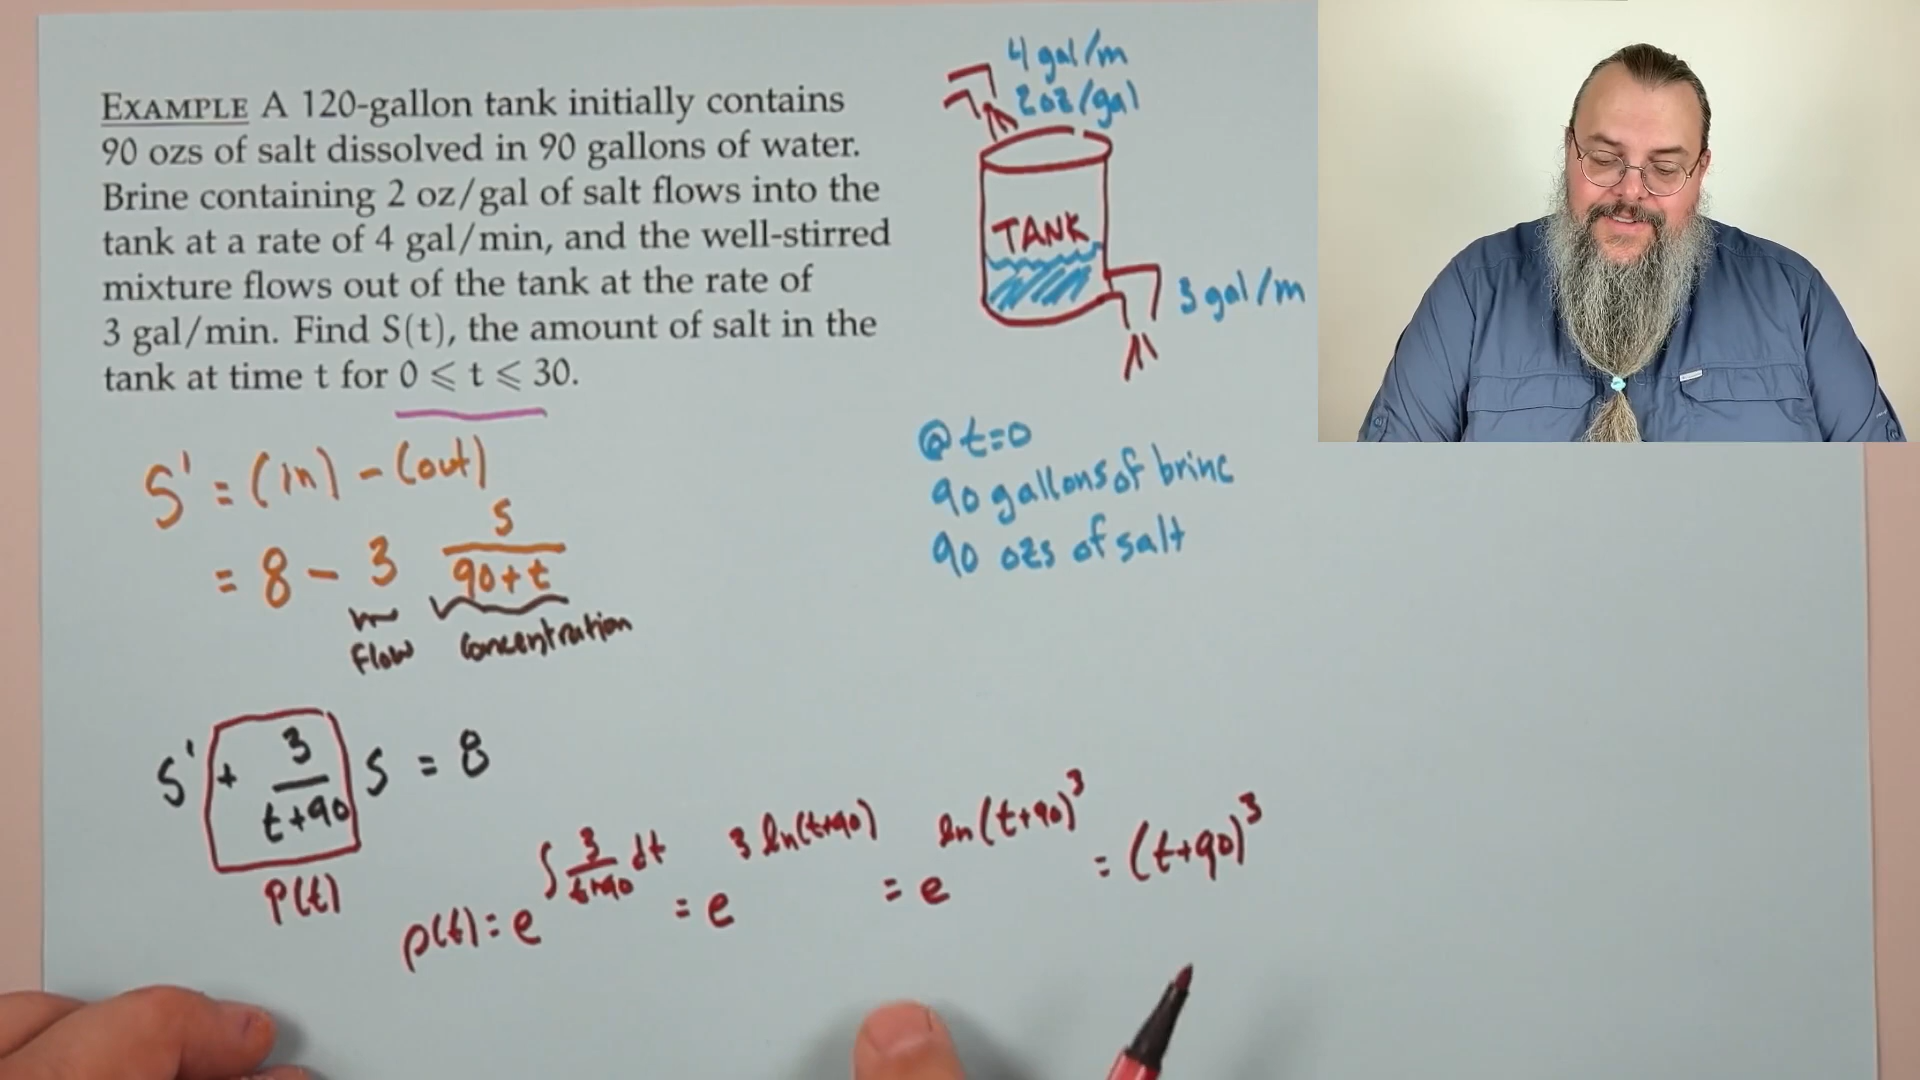 EXAMPLE A 120-gallon tank initially contains
90 ozs of salt dissolved in 90 gallons of water.
Brine containing 2 oz/gal of salt flows into the
tank at a rate of 4 gal/min, and the well-stirred
mixture flows out of the tank at the rate of
3 gal/min. Find S(t), the amount of salt in the
tank at time t for 0 ⩽ t ⩽ 30.
4 gal/m
2oz/gal
TANK
3 gal/m
@ t=0
90 gallons of brine
90 ozs of salt
S' = (in) - (out)
= 8 - 3 S/(90+t)
flow concentration
S' + 3/(t+90) S = 8
P(t)
ρ(t) = e^(∫ 3/(t+90) dt) = e^(3 ln(t+90)) = e^(ln(t+90)^3) = (t+90)^3